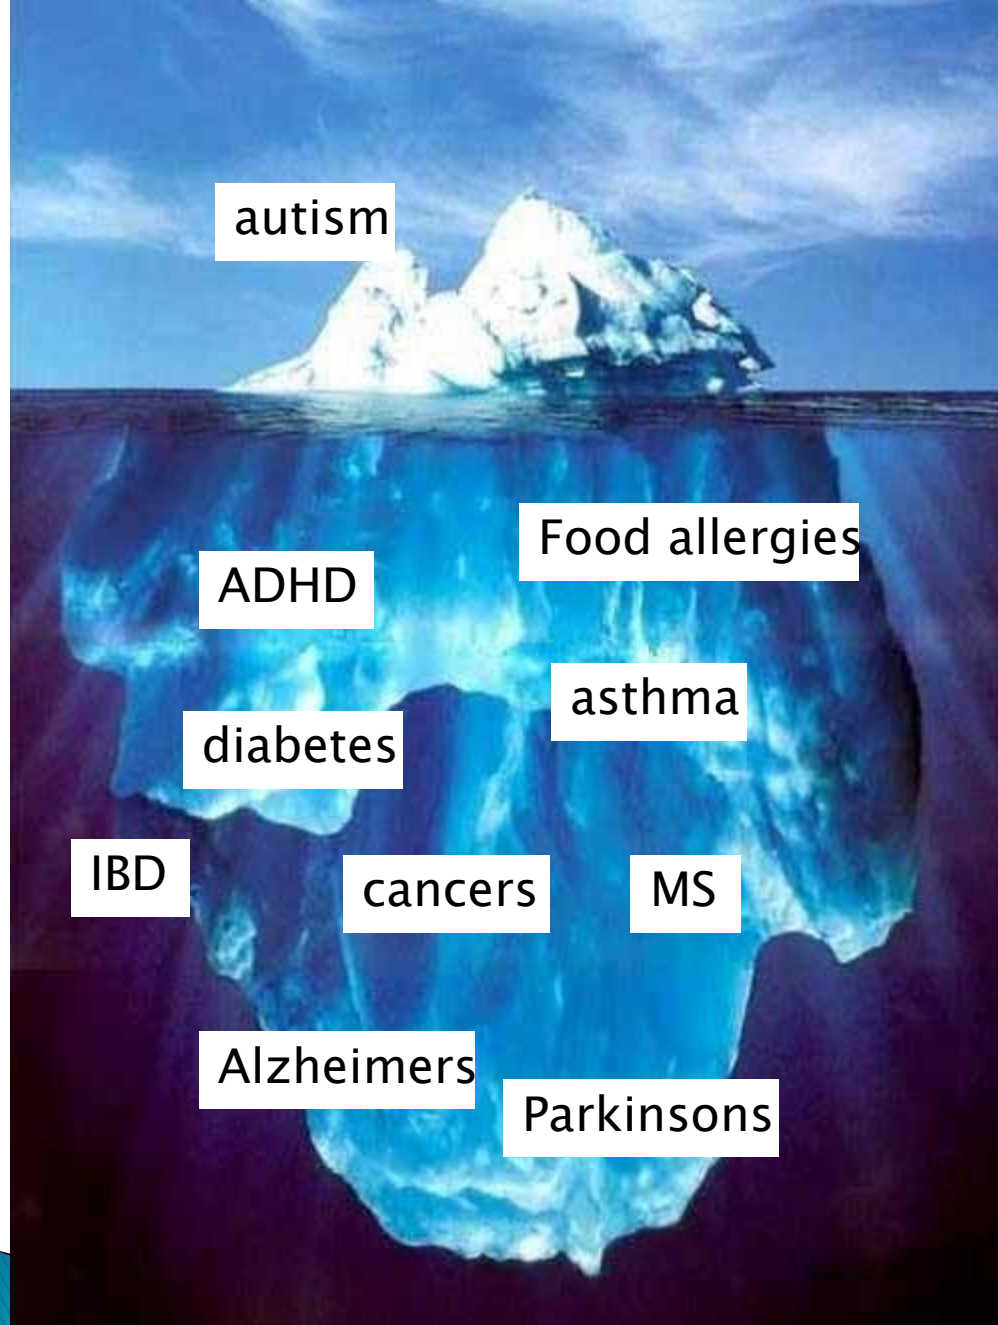 autism
Food allergies
ADHD
asthma
diabetes
IBD
cancers
MS
Alzheimers
Parkinsons